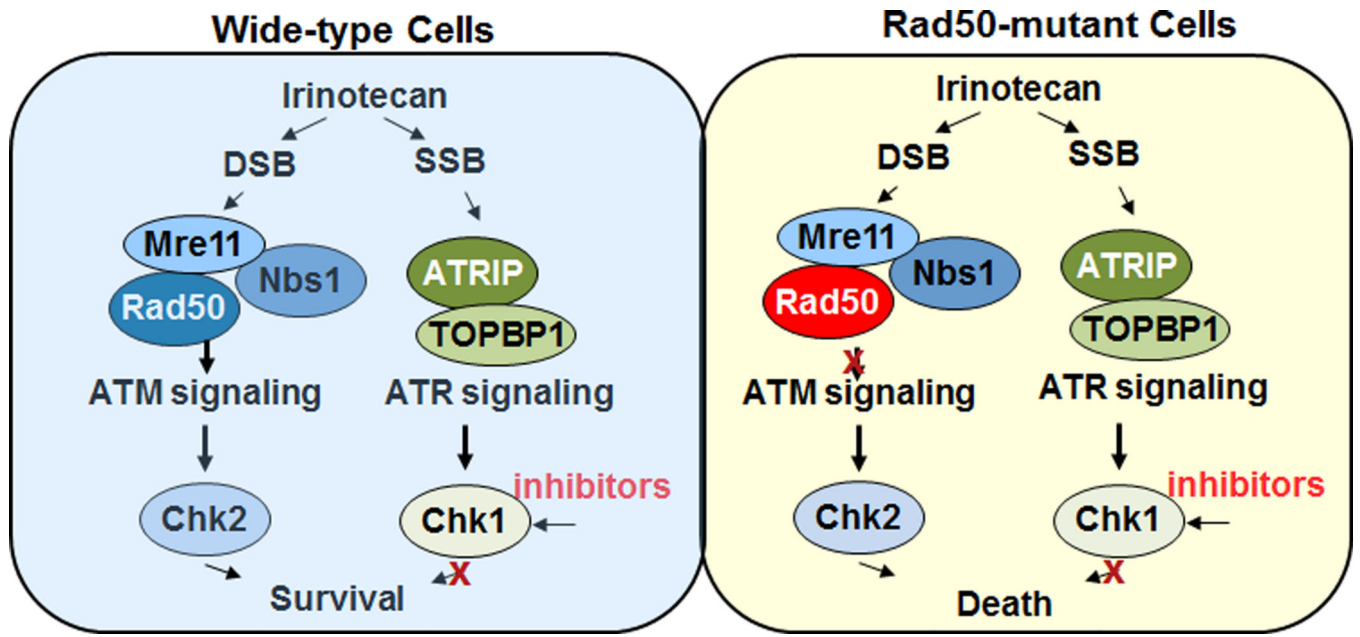 Wide-type Cells
Irinotecan
DSB
SSB
Mre11
Nbs1
Rad50
ATRIP
TOPBP1
ATM signaling
ATR signaling
inhibitors
Chk2
Chk1
X
Survival
Rad50-mutant Cells
Irinotecan
DSB
SSB
Mre11
Nbs1
Rad50
ATRIP
TOPBP1
X
ATM signaling
ATR signaling
inhibitors
Chk2
Chk1
X
Death